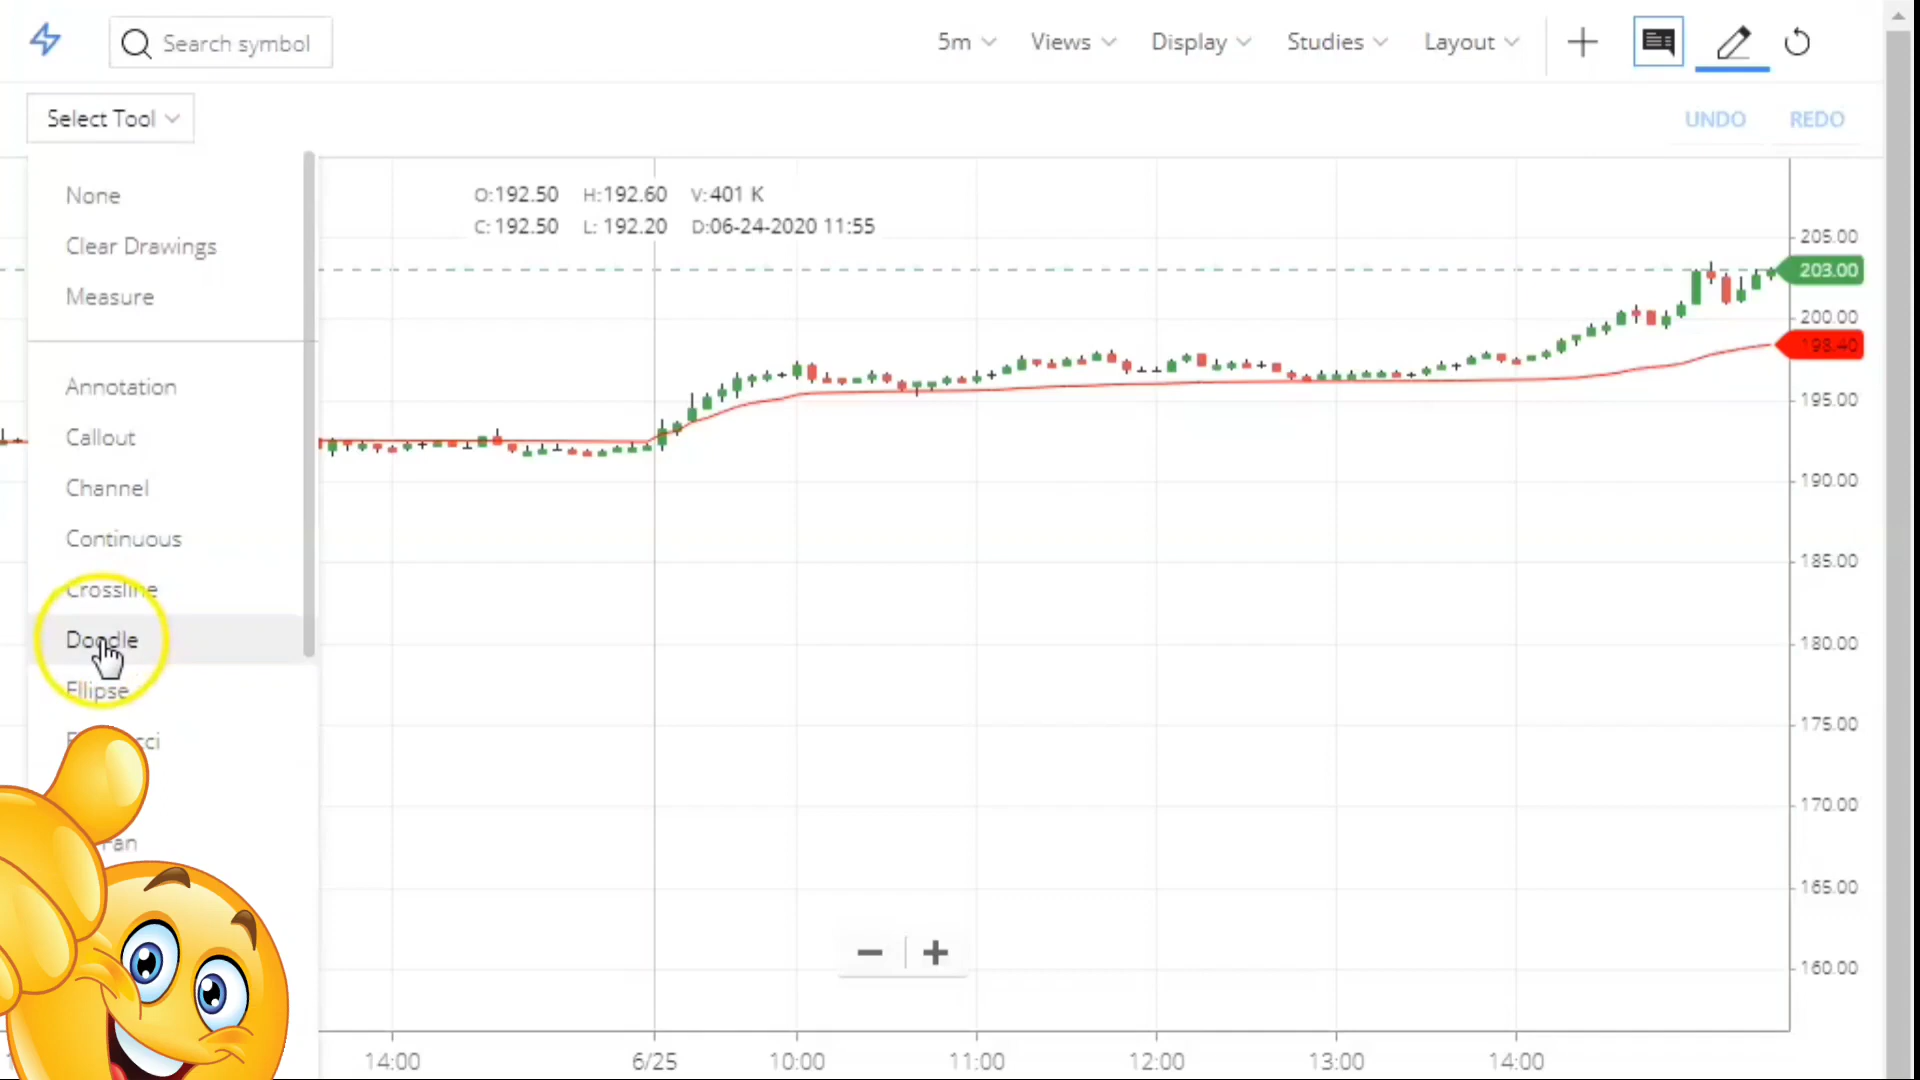 Search symbol
5m
Views
Display
Studies
Layout
Select Tool
UNDO
REDO
None
Clear Drawings
Measure
Annotation
Callout
Channel
Continuous
Crossline
Doodle
Ellipse
O:192.50 H:192.60 V:401 K
C: 192.50 L: 192.20 D:06-24-2020 11:55
205.00
203.00
200.00
198.40
195.00
190.00
185.00
180.00
175.00
170.00
165.00
160.00
14:00
6/25
10:00
11:00
12:00
13:00
14:00